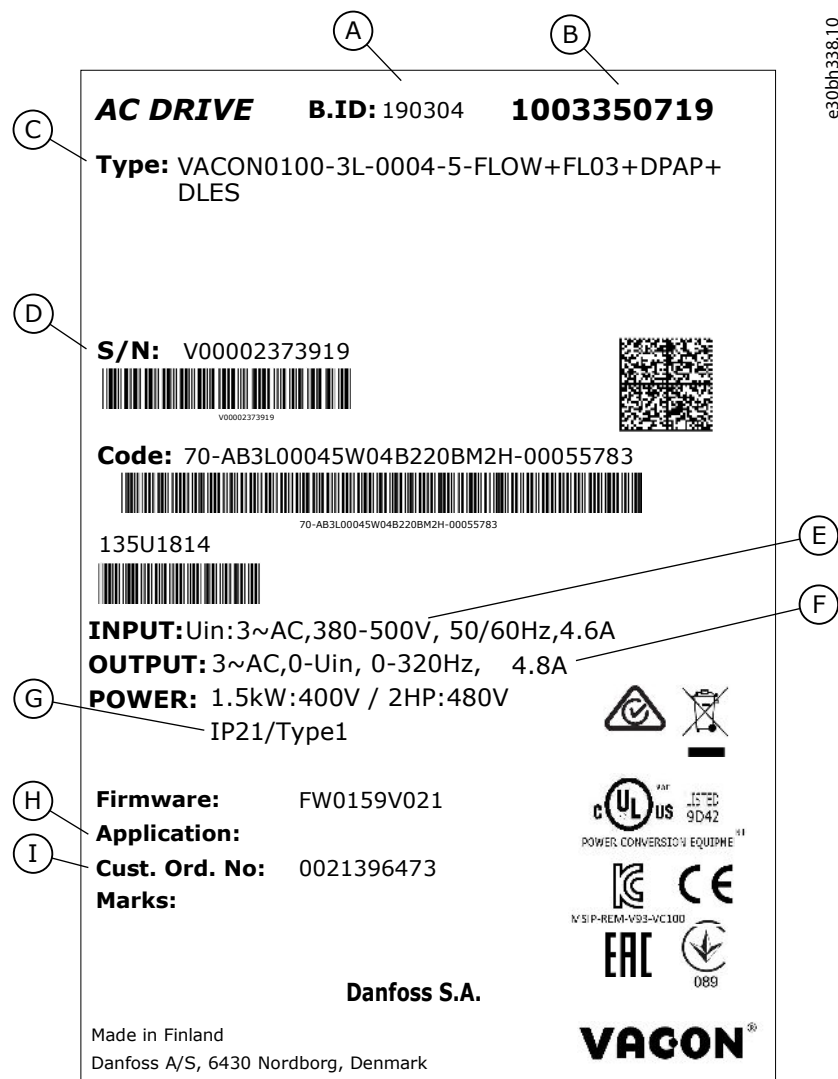 A
B
e30bh338.10
AC DRIVE B.ID: 190304 1003350719
C
Type: VACON0100-3L-0004-5-FLOW+FL03+DPAP+
DLES
D
S/N: V00002373919
V00002373919
Code: 70-AB3L00045W04B220BM2H-00055783
70-AB3L00045W04B220BM2H-00055783
135U1814
E
INPUT:Uin:3~AC,380-500V, 50/60Hz,4.6A
F
OUTPUT:3~AC,0-Uin, 0-320Hz, 4.8A
G
POWER: 1.5kW:400V / 2HP:480V
IP21/Type1
H
Firmware: FW0159V021
Application:
I
Cust. Ord. No: 0021396473
Marks:
C UL US LISTED
9D42
POWER CONVERSION EQUIPMENT
CE
MSIP-REM-V93-VC100
EAC
089
Danfoss S.A.
Made in Finland
Danfoss A/S, 6430 Nordborg, Denmark
VACON®